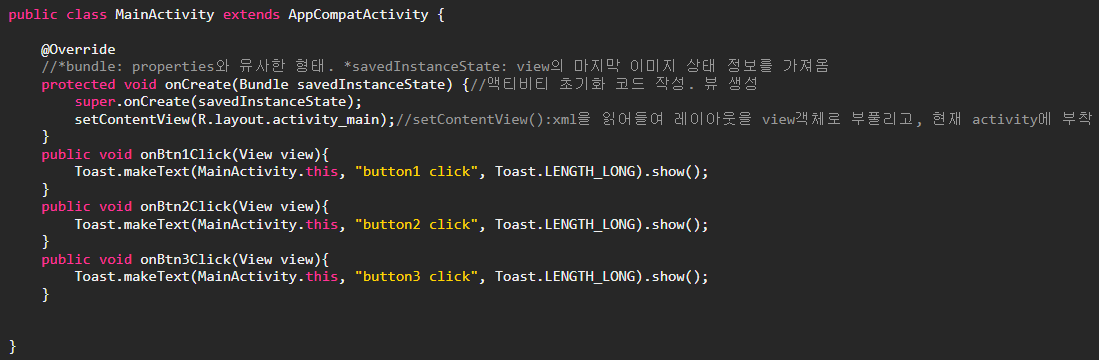 public class MainActivity extends AppCompatActivity {
@Override
//*bundle: properties와 유사한 형태. *savedInstanceState: view의 마지막 이미지 상태 정보를 가져옴
protected void onCreate(Bundle savedInstanceState) {//액티비티 초기화 코드 작성. 뷰 생성
super.onCreate(savedInstanceState);
setContentView(R.layout.activity_main);//setContentView():xml을 읽어들여 레이아웃을 view객체로 부풀리고, 현재 activity에 부착
}
public void onBtn1Click(View view){
Toast.makeText(MainActivity.this, "button1 click", Toast.LENGTH_LONG).show();
}
public void onBtn2Click(View view){
Toast.makeText(MainActivity.this, "button2 click", Toast.LENGTH_LONG).show();
}
public void onBtn3Click(View view){
Toast.makeText(MainActivity.this, "button3 click", Toast.LENGTH_LONG).show();
}
}